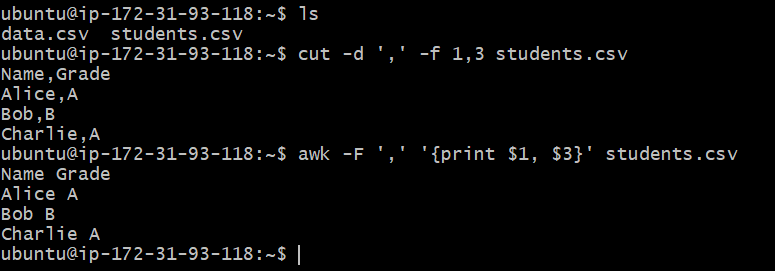 ubuntu@ip-172-31-93-118:~$ ls
data.csv  students.csv
ubuntu@ip-172-31-93-118:~$ cut -d ',' -f 1,3 students.csv
Name,Grade
Alice,A
Bob,B
Charlie,A
ubuntu@ip-172-31-93-118:~$ awk -F ',' '{print $1, $3}' students.csv
Name Grade
Alice A
Bob B
Charlie A
ubuntu@ip-172-31-93-118:~$